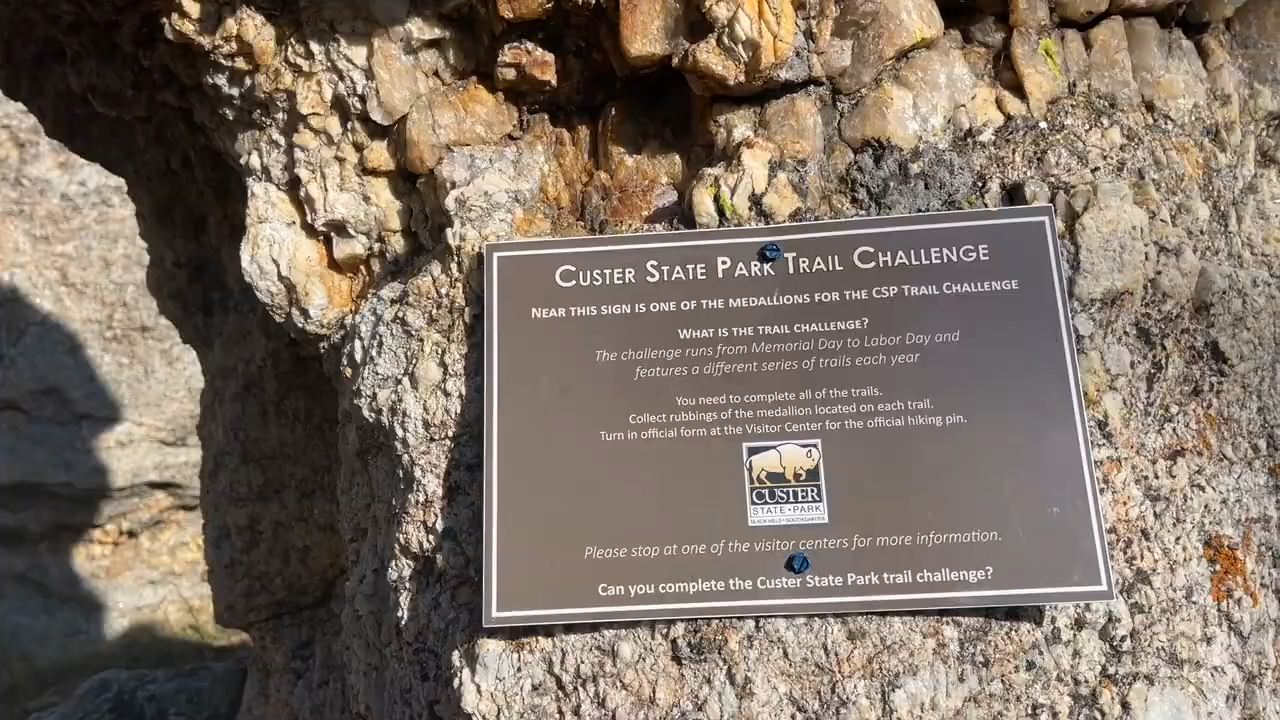 CUSTER STATE PARK TRAIL CHALLENGE
NEAR THIS SIGN IS ONE OF THE MEDALLIONS FOR THE CSP TRAIL CHALLENGE
WHAT IS THE TRAIL CHALLENGE?
The challenge runs from Memorial Day to Labor Day and
features a different series of trails each year
You need to complete all of the trails.
Collect rubbings of the medallion located on each trail.
Turn in official form at the Visitor Center for the official hiking pin.
CUSTER
STATE • PARK
BLACK HILLS • SOUTH DAKOTA
Please stop at one of the visitor centers for more information.
Can you complete the Custer State Park trail challenge?